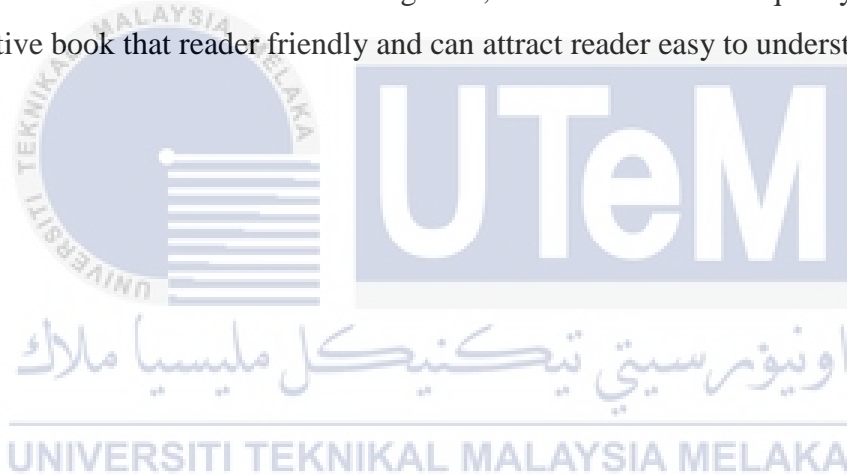 tive book that reader friendly and can attract reader easy to underst
UNIVERSITI TEKNIKAL MALAYSIA MELAKA
UTeM
اونيۏرسيتي تيكنيكل مليسيا ملاك
UNIVERSITI TEKNIKAL MALAYSIA MELAKA